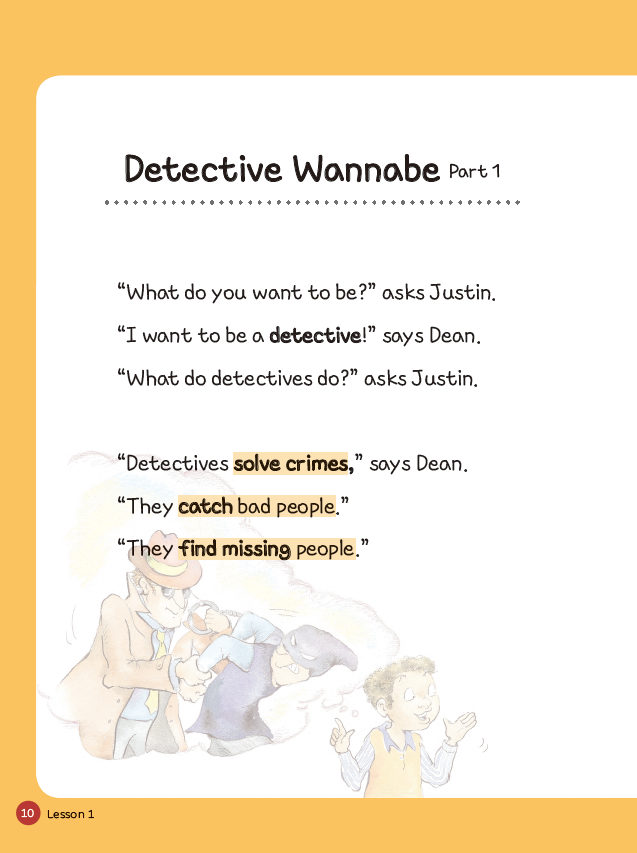 Detective Wannabe Part 1
“What do you want to be?” asks Justin.
“I want to be a detective!” says Dean.
“What do detectives do?” asks Justin.
“Detectives solve crimes,” says Dean.
“They catch bad people.”
“They find missing people.”
10 Lesson 1